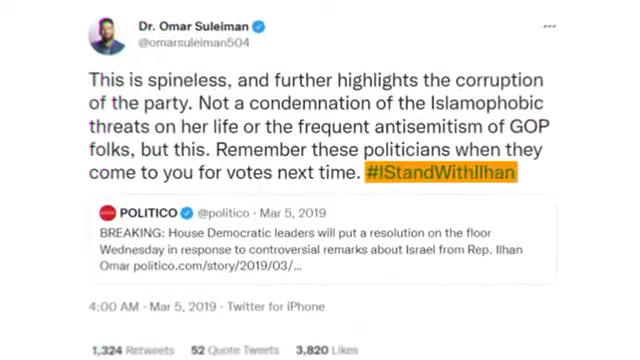 Dr. Omar Suleiman
@omarsuleiman504
This is spineless, and further highlights the corruption
of the party. Not a condemnation of the Islamophobic
threats on her life or the frequent antisemitism of GOP
folks, but this. Remember these politicians when they
come to you for votes next time. #IStandWithIlhan
POLITICO @politico · Mar 5, 2019
BREAKING: House Democratic leaders will put a resolution on the floor
Wednesday in response to controversial remarks about Israel from Rep. Ilhan
Omar politico.com/story/2019/03/...
4:00 AM · Mar 5, 2019 · Twitter for iPhone
1,324 Retweets 52 Quote Tweets 3,820 Likes